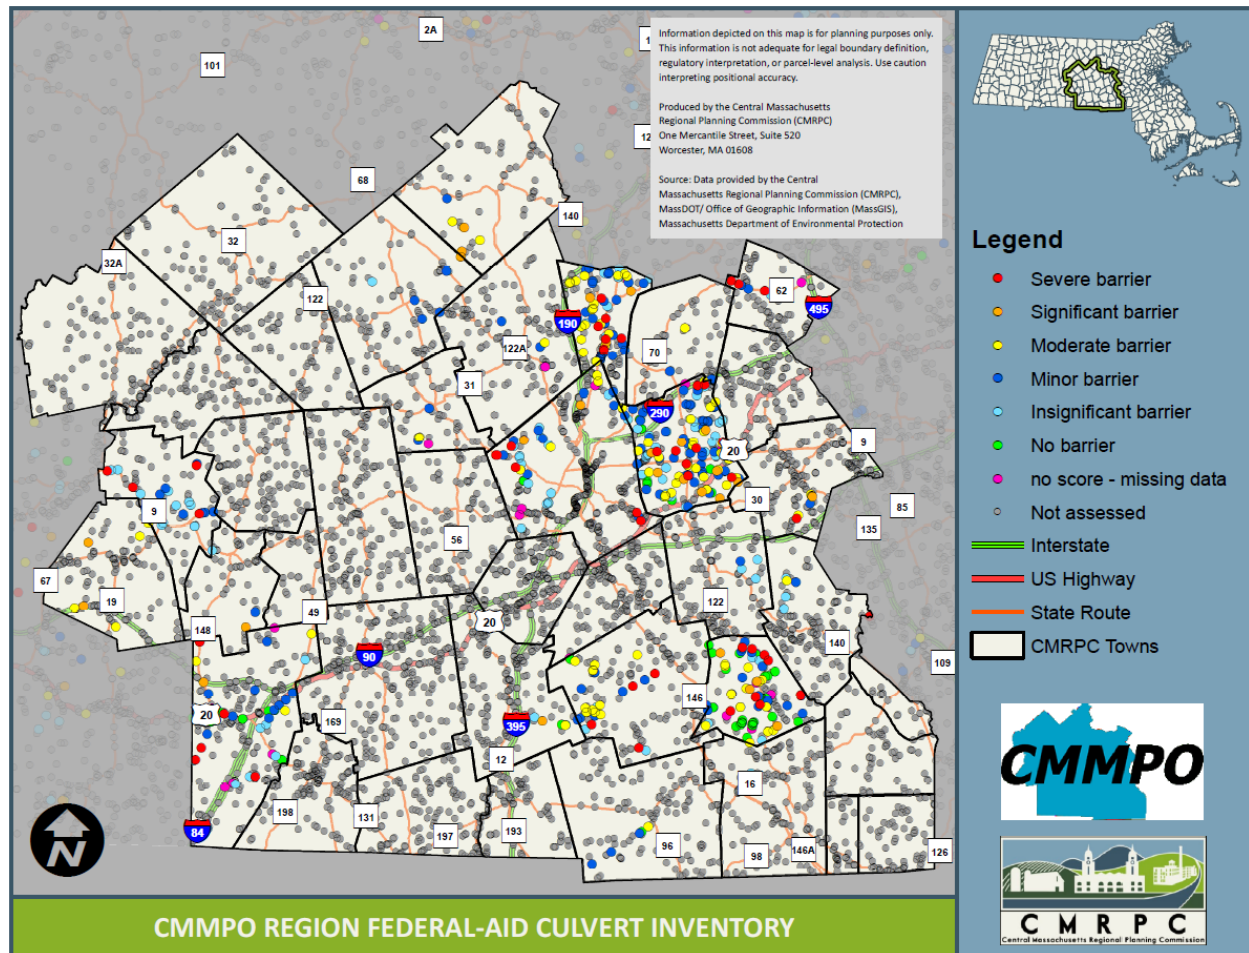 Information depicted on this map is for planning purposes only.
This information is not adequate for legal boundary definition,
regulatory interpretation, or parcel-level analysis. Use caution
interpreting positional accuracy.
Produced by the Central Massachusetts
Regional Planning Commission (CMRPC)
One Mercantile Street, Suite 520
Worcester, MA 01608
Source: Data provided by the Central
Massachusetts Regional Planning Commission (CMRPC),
MassDOT/ Office of Geographic Information (MassGIS),
Massachusetts Department of Environmental Protection
2A
101
68
140
32
32A
122
62
495
190
122A
70
31
290
20
9
30
85
135
9
56
67
19
148
49
122
20
140
109
90
146
20
169
395
12
16
84
198
131
197
193
96
98
146A
126
N
Legend
Severe barrier
Significant barrier
Moderate barrier
Minor barrier
Insignificant barrier
No barrier
no score - missing data
Not assessed
Interstate
US Highway
State Route
CMRPC Towns
CMMPO
CMRPC
Central Massachusetts Regional Planning Commission
CMMPO REGION FEDERAL-AID CULVERT INVENTORY